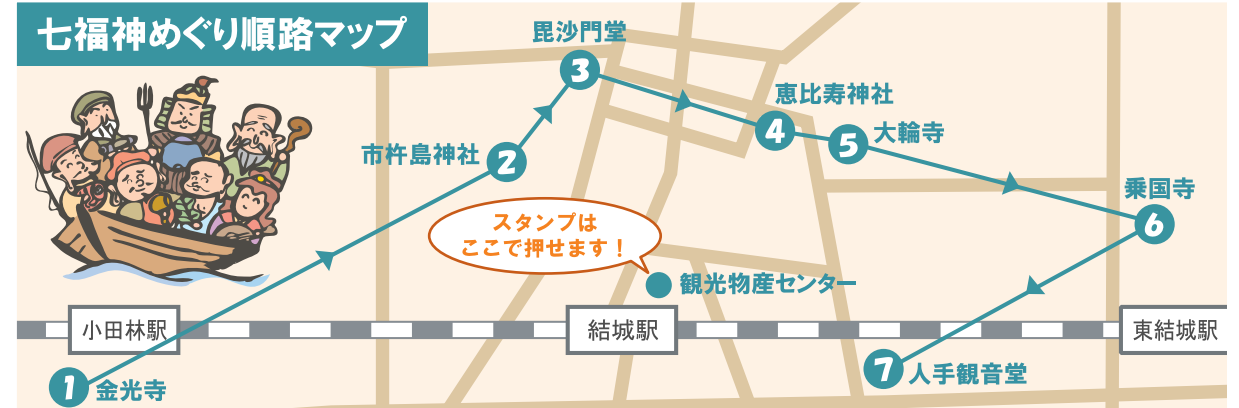 七福神めぐり順路マップ
毘沙門堂
3
恵比寿神社
4
5
大輪寺
市杵島神社
2
乗国寺
6
スタンプは
ここで押せます！
観光物産センター
小田林駅
結城駅
東結城駅
1
金光寺
7
人手観音堂